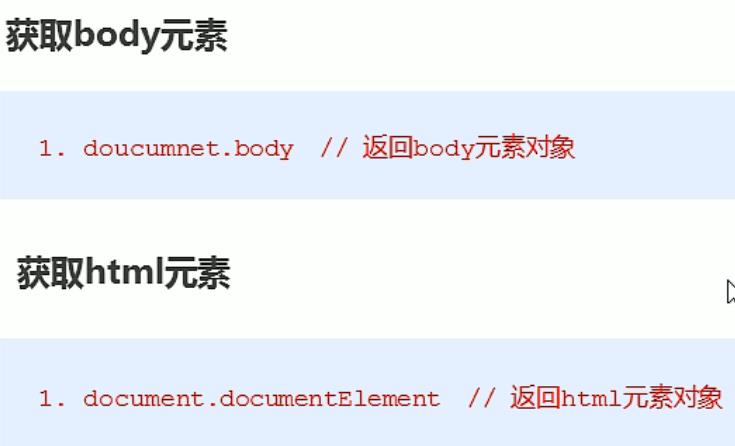 获取body元素
1. doucumnet.body // 返回body元素对象
获取html元素
1. document.documentElement // 返回html元素对象